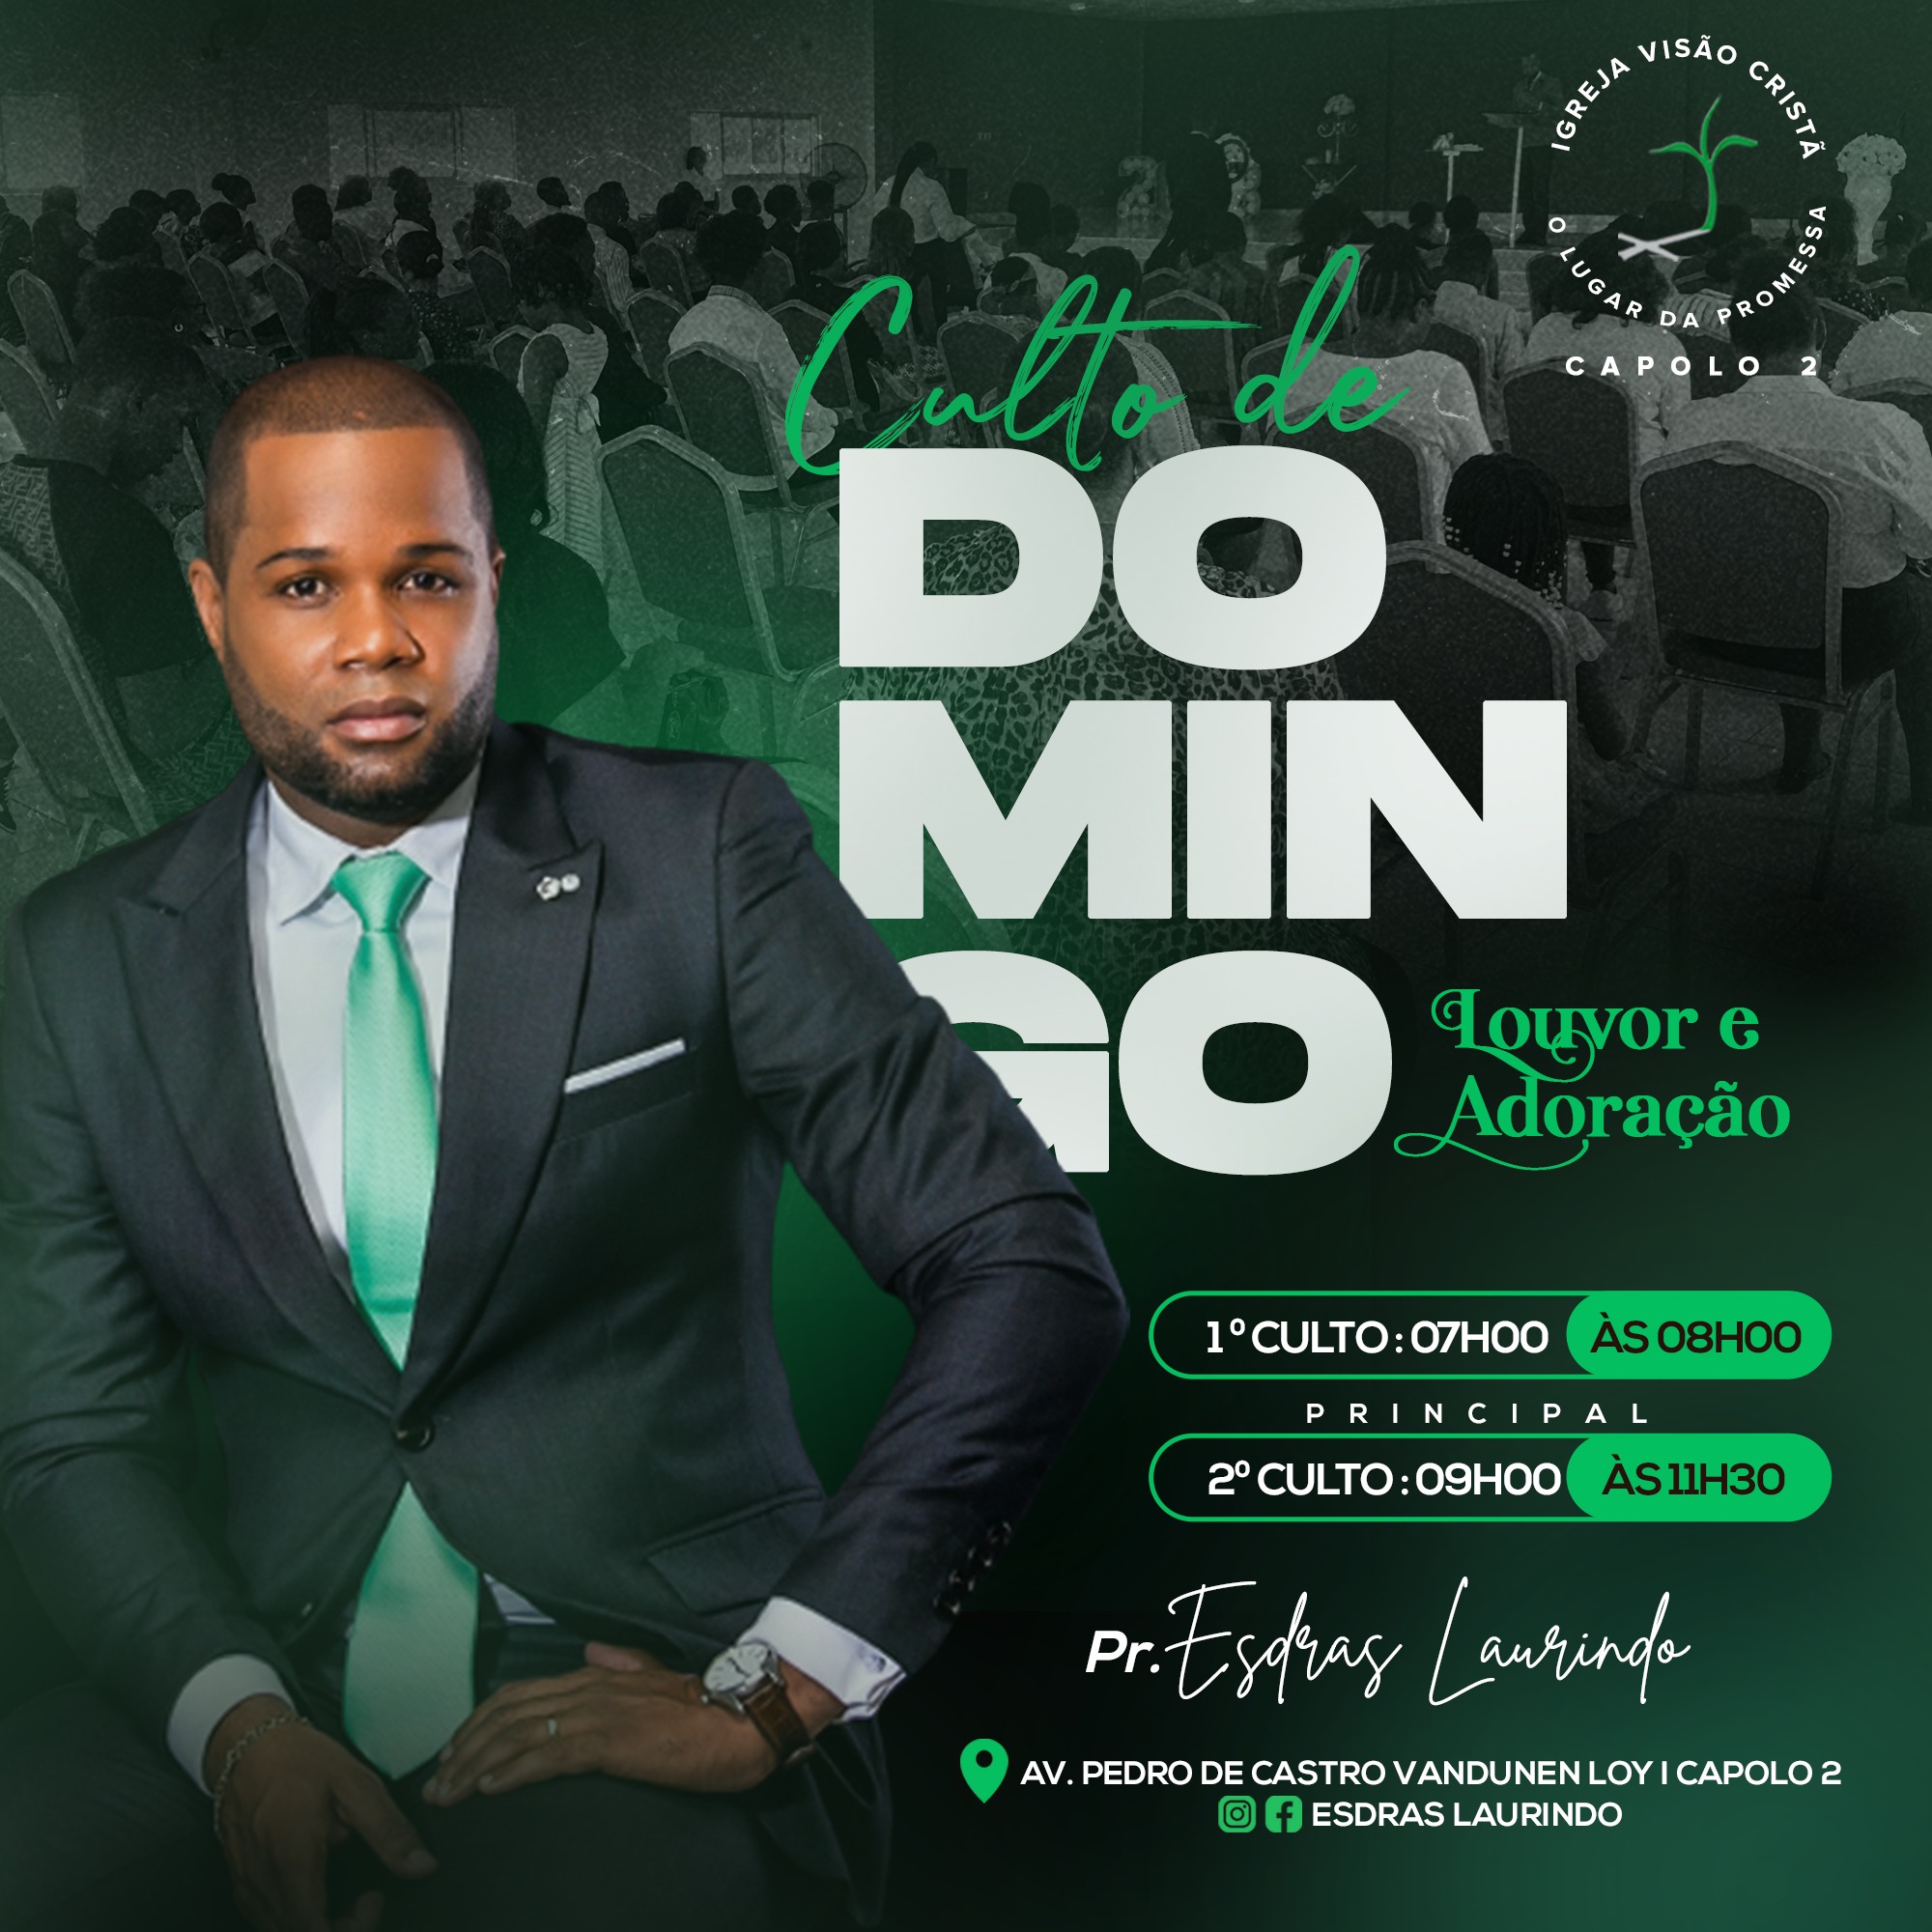 IGREJA VISÃO CRISTÃ
O LUGAR DA PROMESSA
CAPOLO 2
Culto de
DO
MIN
GO
Louvor e
Adoração
1º CULTO : 07H00 ÀS 08H00
PRINCIPAL
2º CULTO : 09H00 ÀS 11H30
Pr. Esdras Laurindo
AV. PEDRO DE CASTRO VANDUNEN LOY I CAPOLO 2
ESDRAS LAURINDO